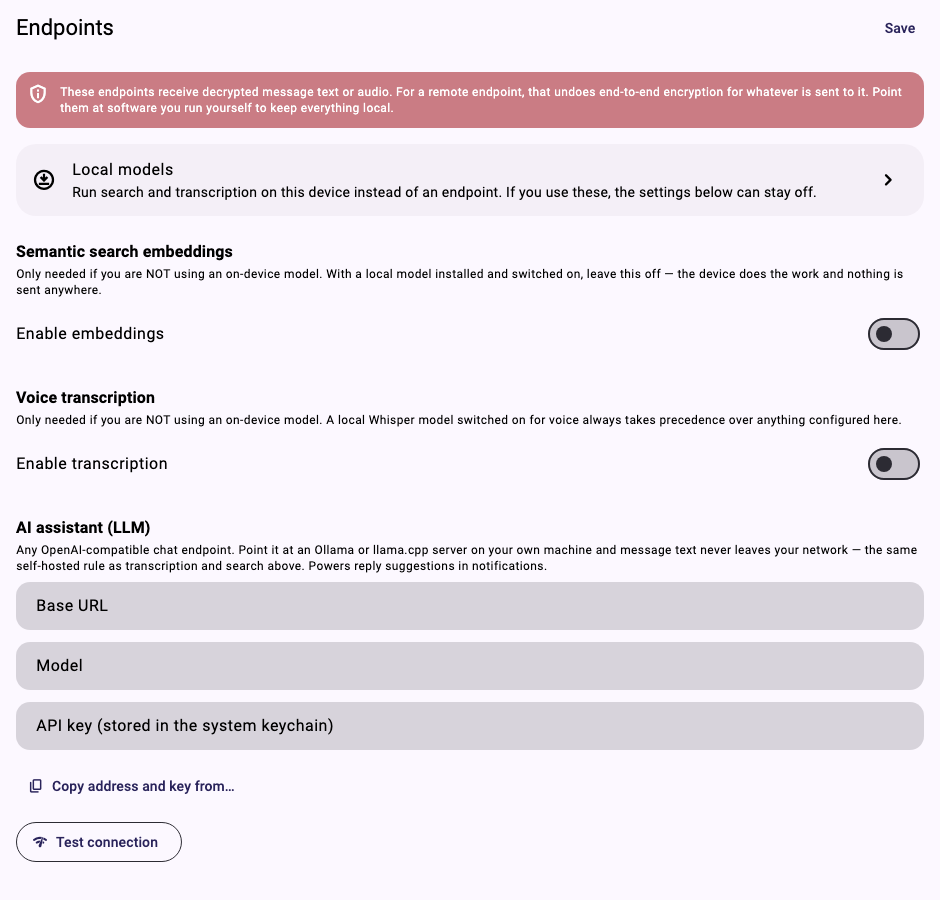 Endpoints
Save
These endpoints receive decrypted message text or audio. For a remote endpoint, that undoes end-to-end encryption for whatever is sent to it. Point
them at software you run yourself to keep everything local.
Local models
Run search and transcription on this device instead of an endpoint. If you use these, the settings below can stay off.
Semantic search embeddings
Only needed if you are NOT using an on-device model. With a local model installed and switched on, leave this off — the device does the work and nothing is
sent anywhere.
Enable embeddings
Voice transcription
Only needed if you are NOT using an on-device model. A local Whisper model switched on for voice always takes precedence over anything configured here.
Enable transcription
AI assistant (LLM)
Any OpenAI-compatible chat endpoint. Point it at an Ollama or llama.cpp server on your own machine and message text never leaves your network — the same
self-hosted rule as transcription and search above. Powers reply suggestions in notifications.
Base URL
Model
API key (stored in the system keychain)
Copy address and key from…
Test connection